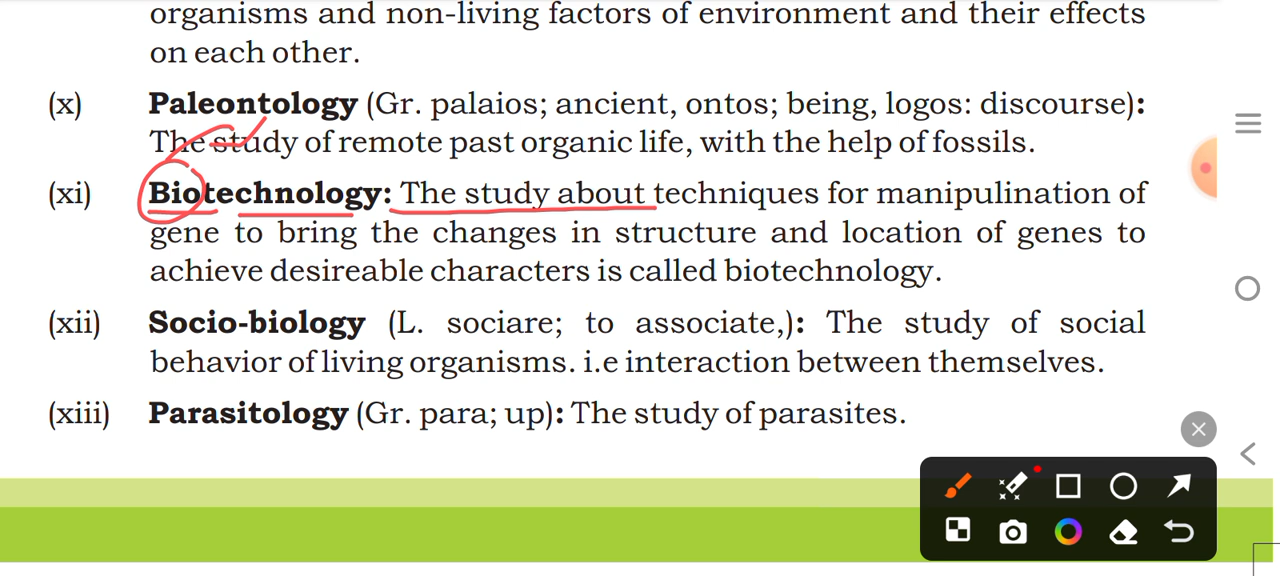 organisms and non-living factors of environment and their effects
on each other.
(x) Paleontology (Gr. palaios; ancient, ontos; being, logos: discourse):
The study of remote past organic life, with the help of fossils.
(xi) Biotechnology: The study about techniques for manipulination of
gene to bring the changes in structure and location of genes to
achieve desireable characters is called biotechnology.
(xii) Socio-biology (L. sociare; to associate,): The study of social
behavior of living organisms. i.e interaction between themselves.
(xiii) Parasitology (Gr. para; up): The study of parasites.